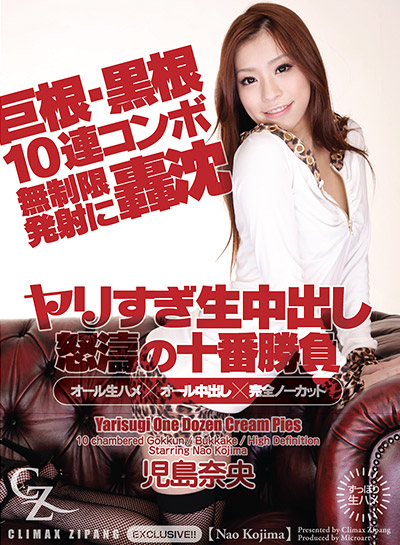 巨根・黒根
10連コンボ
無制限
発射に轟沈
ヤリすぎ生中出し
怒濤の十番勝負
オール生ハメ×オール中出し×完全ノーカット
Yarisugi One Dozen Cream Pies
10 chambered Gokkun / Bukkake / High Definition
Starring Nao Kojima
児島奈央
CZ
CLIMAX ZIPANG
EXCLUSIVE!!
【Nao Kojima】
Presented by Climax Zipang
Produced by Microart
ずっぽり
生ハメ